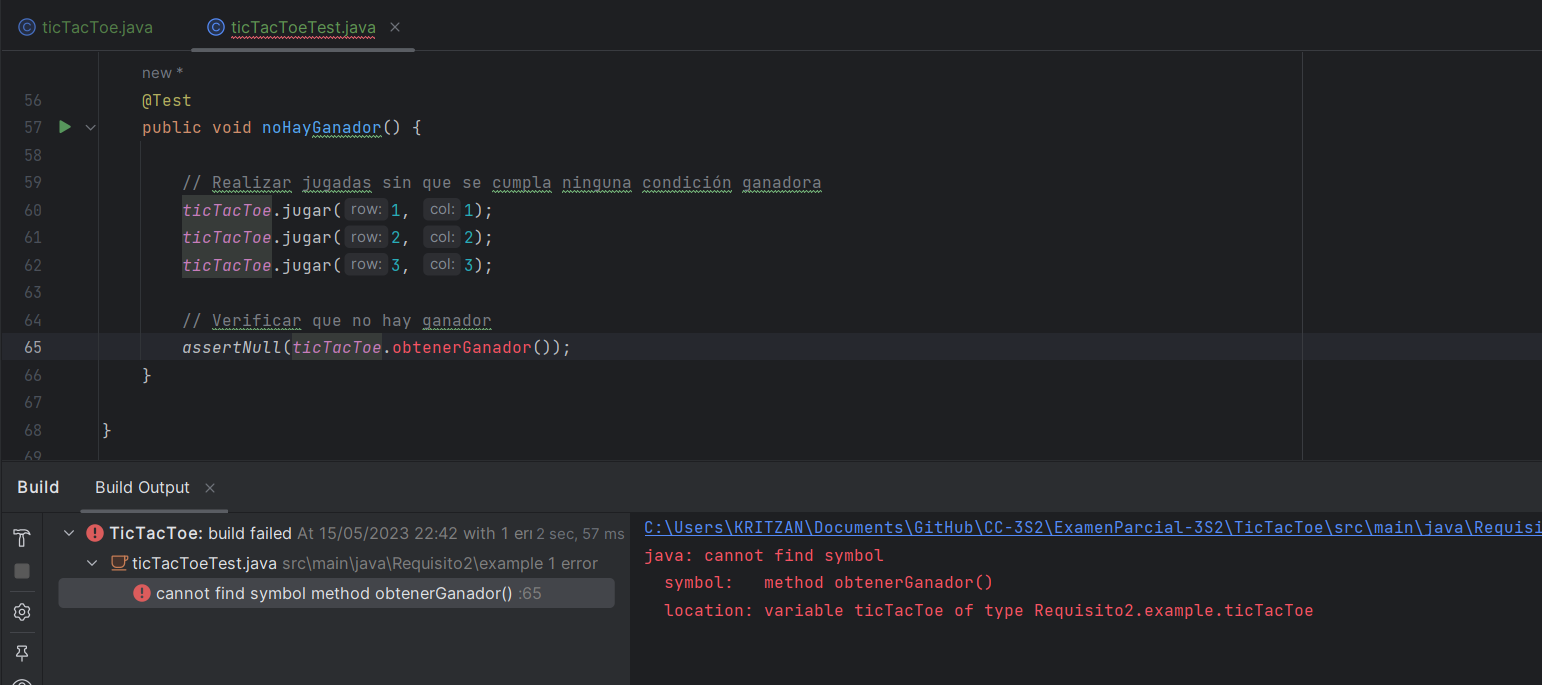 ticTacToe.java ticTacToeTest.java
new *
56 @Test
57 public void noHayGanador() {
58
59 // Realizar jugadas sin que se cumpla ninguna condición ganadora
60 ticTacToe.jugar( row: 1, col: 1);
61 ticTacToe.jugar( row: 2, col: 2);
62 ticTacToe.jugar( row: 3, col: 3);
63
64 // Verificar que no hay ganador
65 assertNull(ticTacToe.obtenerGanador());
66 }
67
68 }
69
Build Build Output
TicTacToe: build failed At 15/05/2023 22:42 with 1 err 2 sec, 57 ms
ticTacToeTest.java src\main\java\Requisito2\example 1 error
cannot find symbol method obtenerGanador() :65
C:\Users\KRITZAN\Documents\GitHub\CC-3S2\ExamenParcial-3S2\TicTacToe\src\main\java\Requisi
java: cannot find symbol
symbol: method obtenerGanador()
location: variable ticTacToe of type Requisito2.example.ticTacToe